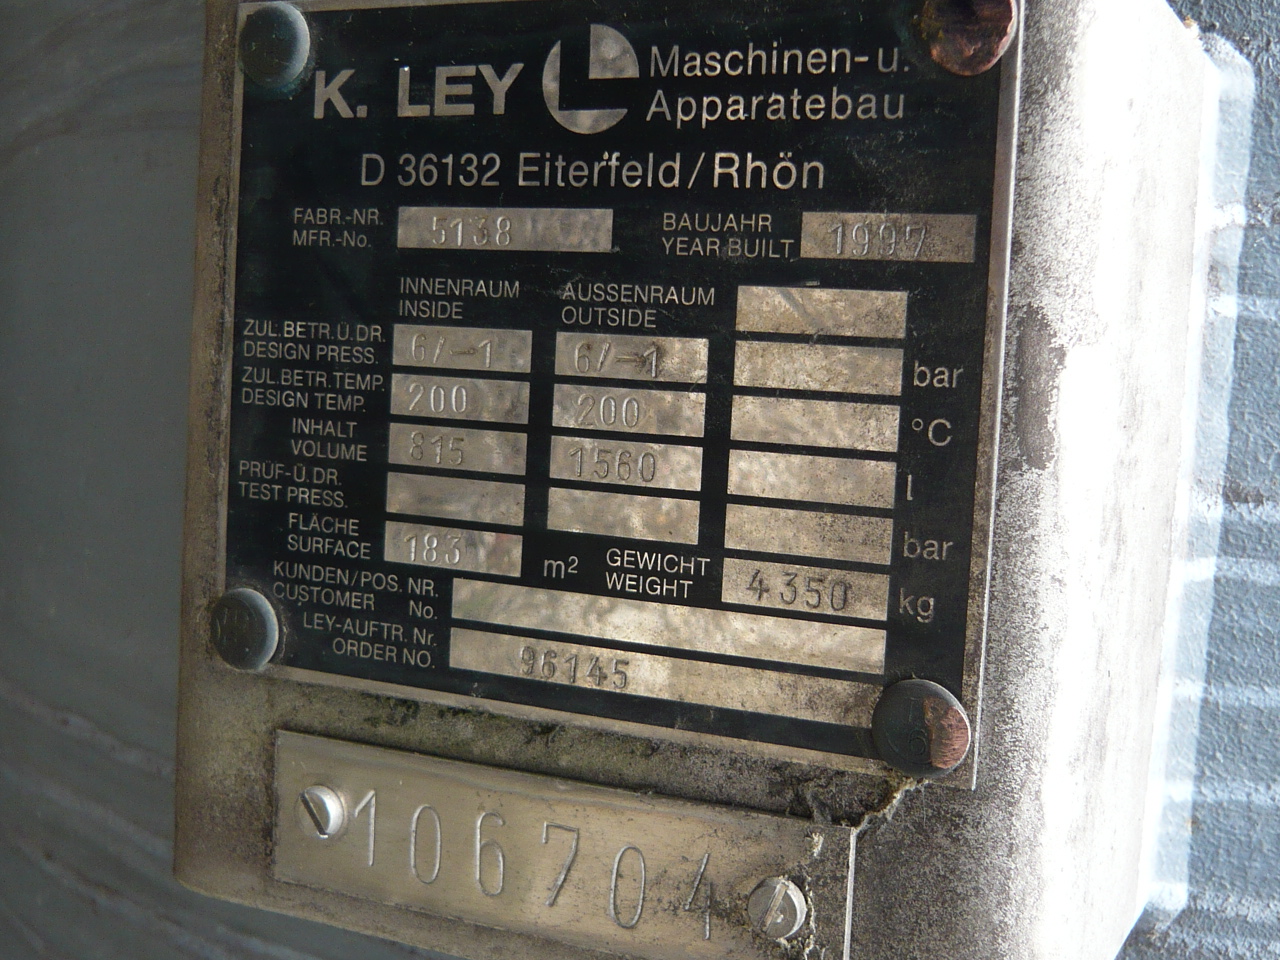 K. LEY Maschinen- u.
Apparatebau
D 36132 Eiterfeld/Rhön
FABR.-NR. 5138 BAUJAHR 1997
MFR.-No. YEAR BUILT
INNENRAUM AUSSENRAUM
INSIDE OUTSIDE
ZUL.BETR.Ü.DR. 6/-1 6/-1 bar
DESIGN PRESS.
ZUL.BETR.TEMP. 200 200 °C
DESIGN TEMP.
INHALT 815 1560 l
VOLUME
PRÜF-Ü.DR. bar
TEST PRESS.
FLÄCHE 183 m² GEWICHT 4350 kg
SURFACE WEIGHT
KUNDEN/POS.NR.
CUSTOMER No.
LEY-AUFTR.Nr. 96145
ORDER NO.
106704